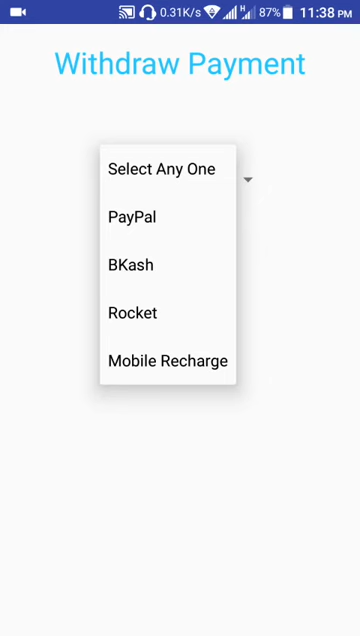 0.31K/s H 87% 11:38 PM
Withdraw Payment
Select Any One
PayPal
BKash
Rocket
Mobile Recharge